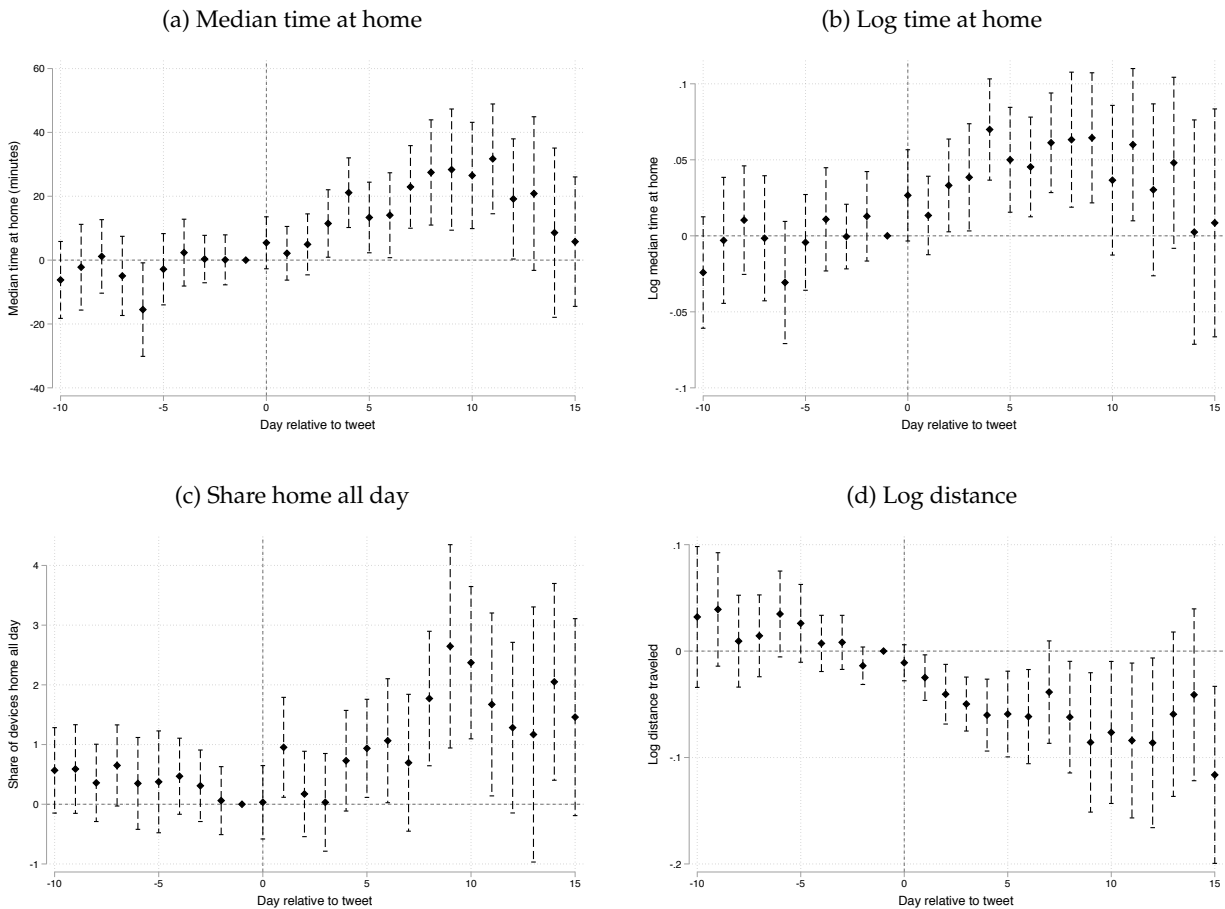 (a) Median time at home
Median time at home (minutes)
60
40
20
0
-20
-40
-10 -5 0 5 10 15
Day relative to tweet
(b) Log time at home
Log median time at home
.1
.05
0
-.05
-.1
-10 -5 0 5 10 15
Day relative to tweet
(c) Share home all day
Share of devices home all day
4
3
2
1
0
-1
-10 -5 0 5 10 15
Day relative to tweet
(d) Log distance
Log distance traveled
.1
0
-.1
-.2
-10 -5 0 5 10 15
Day relative to tweet